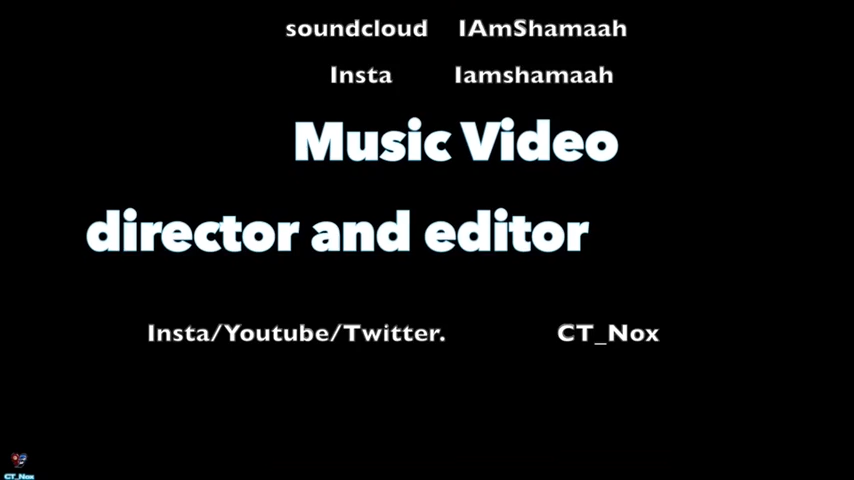 soundcloud IAmShamaah
Insta Iamshamaah
Music Video
director and editor
Insta/Youtube/Twitter. CT_Nox
CT_Nox